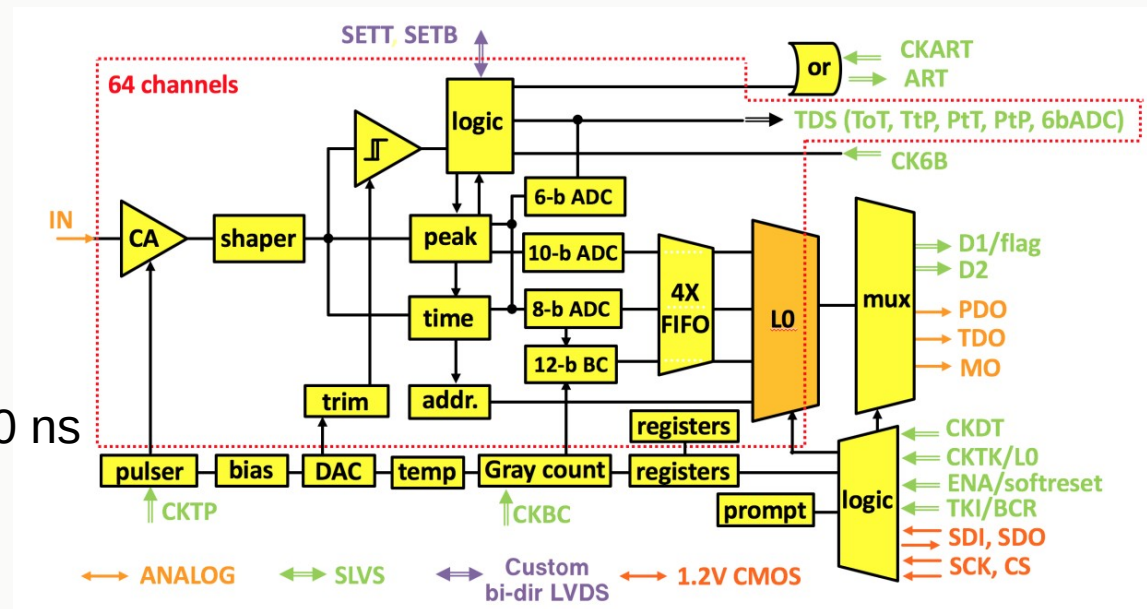 SETT, SETB
64 channels
or
CKART
ART
logic
TDS (ToT, TtP, PtT, PtP, 6bADC)
CK6B
IN
CA
shaper
peak
6-b ADC
10-b ADC
time
8-b ADC
12-b BC
4X
FIFO
L0
mux
D1/flag
D2
PDO
TDO
MO
trim
addr.
0 ns
registers
pulser
bias
DAC
temp
Gray count
registers
logic
prompt
CKDT
CKTK/L0
ENA/softreset
TKI/BCR
SDI, SDO
SCK, CS
CKTP
CKBC
ANALOG
SLVS
Custom
bi-dir LVDS
1.2V CMOS